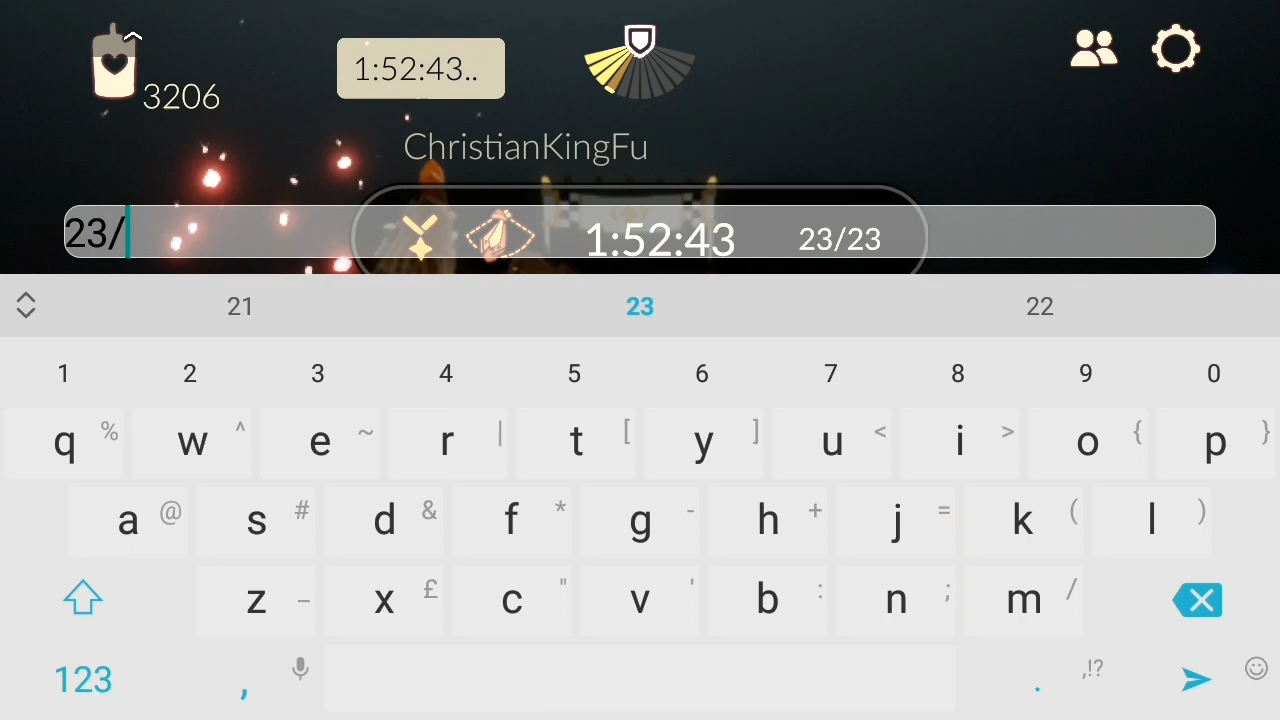 3206
1:52:43..
ChristianKingFu
23/
1:52:43 23/23
21 23 22
1 2 3 4 5 6 7 8 9 0
q % w ^ e ~ r | t [ y ] u < i > o { p }
a @ s # d & f * g - h + j = k ( l )
z _ x £ c " v ' b : n ; m /
123 , . ,!?